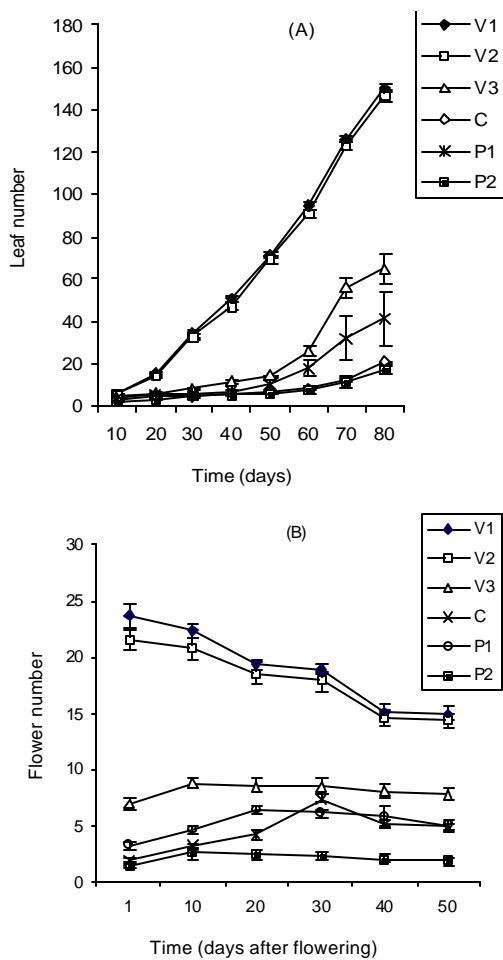 (A)
180
160
140
120
100
80
60
40
20
0
Leaf number
10 20 30 40 50 60 70 80
Time (days)
V1
V2
V3
C
P1
P2
(B)
30
25
20
15
10
5
0
Flower number
1 10 20 30 40 50
Time (days after flowering)
V1
V2
V3
C
P1
P2